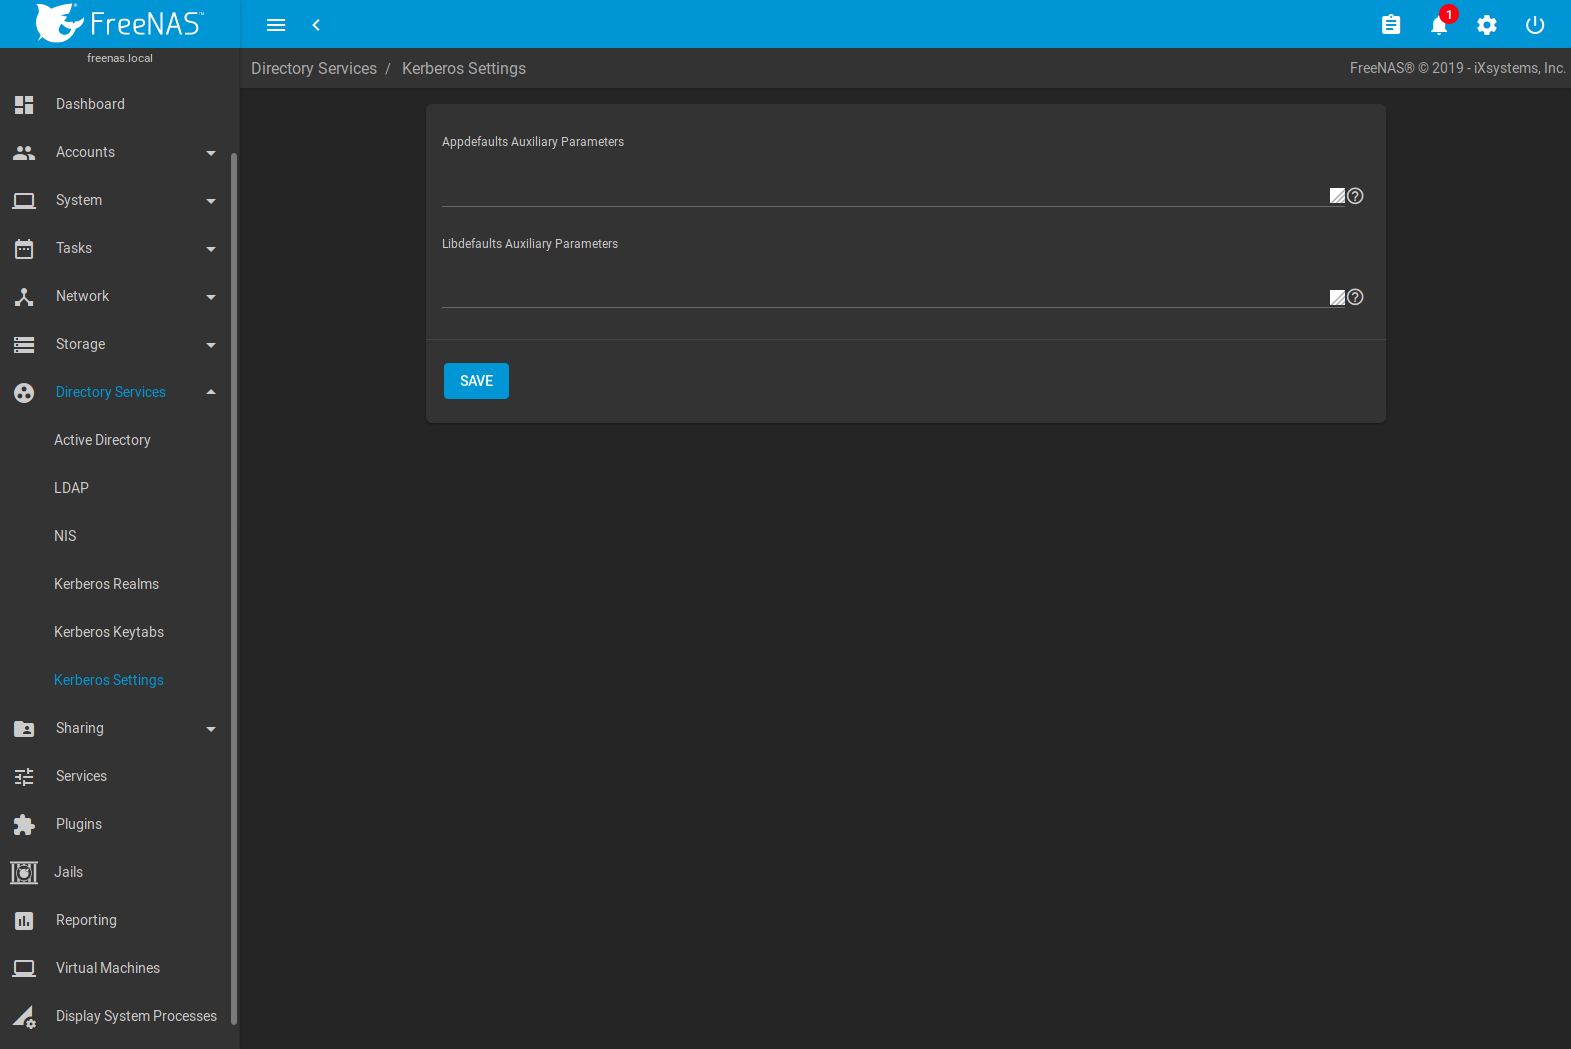 FreeNAS™
1
freenas.local
Directory Services / Kerberos Settings
FreeNAS® © 2019 - iXsystems, Inc.
Dashboard
Accounts
System
Tasks
Network
Storage
Directory Services
Active Directory
LDAP
NIS
Kerberos Realms
Kerberos Keytabs
Kerberos Settings
Sharing
Services
Plugins
Jails
Reporting
Virtual Machines
Display System Processes
Appdefaults Auxiliary Parameters
?
Libdefaults Auxiliary Parameters
?
SAVE